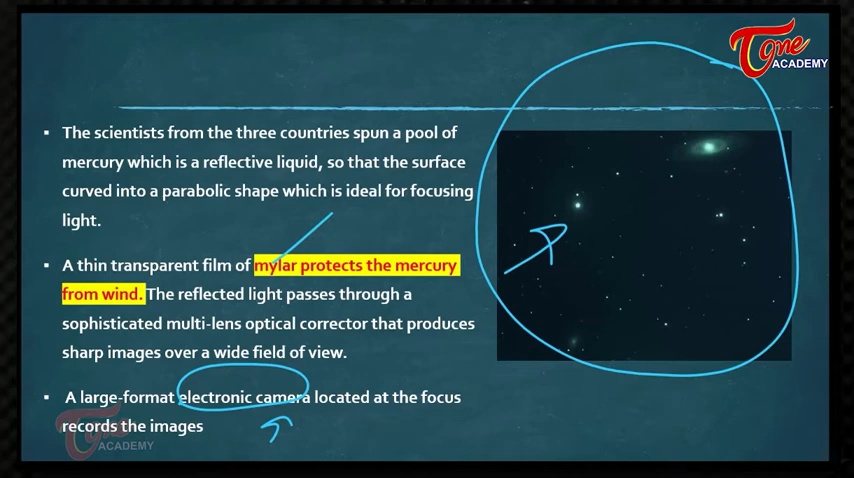 Tone
ACADEMY
▪ The scientists from the three countries spun a pool of
mercury which is a reflective liquid, so that the surface
curved into a parabolic shape which is ideal for focusing
light.
▪ A thin transparent film of mylar protects the mercury
from wind. The reflected light passes through a
sophisticated multi-lens optical corrector that produces
sharp images over a wide field of view.
▪ A large-format electronic camera located at the focus
records the images
Tone
ACADEMY